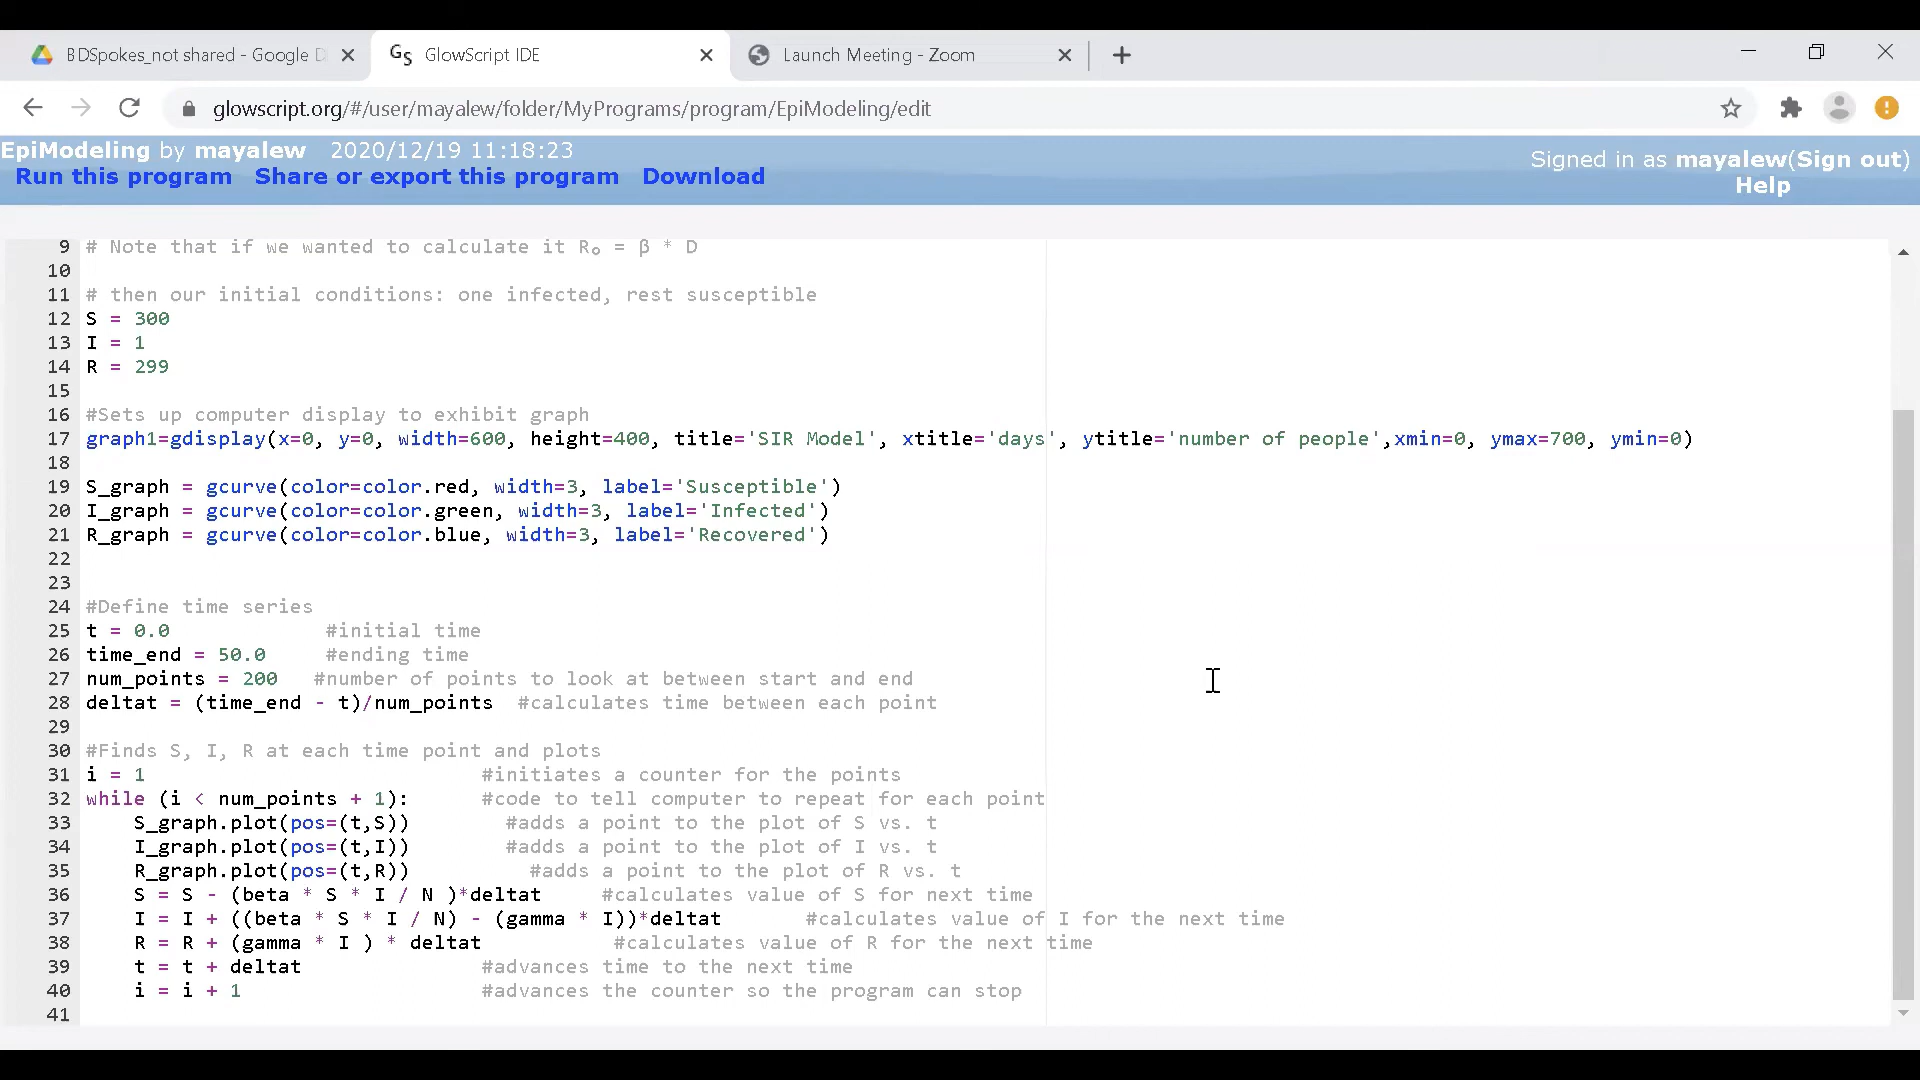 BDSpokes_not shared - Google D
GlowScript IDE
Launch Meeting - Zoom
glowscript.org/#/user/mayalew/folder/MyPrograms/program/EpiModeling/edit
EpiModeling by mayalew 2020/12/19 11:18:23
Signed in as mayalew(Sign out)
Run this program Share or export this program Download
Help
9 # Note that if we wanted to calculate it R₀ = β * D
10
11 # then our initial conditions: one infected, rest susceptible
12 S = 300
13 I = 1
14 R = 299
15
16 #Sets up computer display to exhibit graph
17 graph1=gdisplay(x=0, y=0, width=600, height=400, title='SIR Model', xtitle='days', ytitle='number of people',xmin=0, ymax=700, ymin=0)
18
19 S_graph = gcurve(color=color.red, width=3, label='Susceptible')
20 I_graph = gcurve(color=color.green, width=3, label='Infected')
21 R_graph = gcurve(color=color.blue, width=3, label='Recovered')
22
23
24 #Define time series
25 t = 0.0 #initial time
26 time_end = 50.0 #ending time
27 num_points = 200 #number of points to look at between start and end
28 deltat = (time_end - t)/num_points #calculates time between each point
29
30 #Finds S, I, R at each time point and plots
31 i = 1 #initiates a counter for the points
32 while (i < num_points + 1): #code to tell computer to repeat for each point
33 S_graph.plot(pos=(t,S)) #adds a point to the plot of S vs. t
34 I_graph.plot(pos=(t,I)) #adds a point to the plot of I vs. t
35 R_graph.plot(pos=(t,R)) #adds a point to the plot of R vs. t
36 S = S - (beta * S * I / N )*deltat #calculates value of S for next time
37 I = I + ((beta * S * I / N) - (gamma * I))*deltat #calculates value of I for the next time
38 R = R + (gamma * I ) * deltat #calculates value of R for the next time
39 t = t + deltat #advances time to the next time
40 i = i + 1 #advances the counter so the program can stop
41